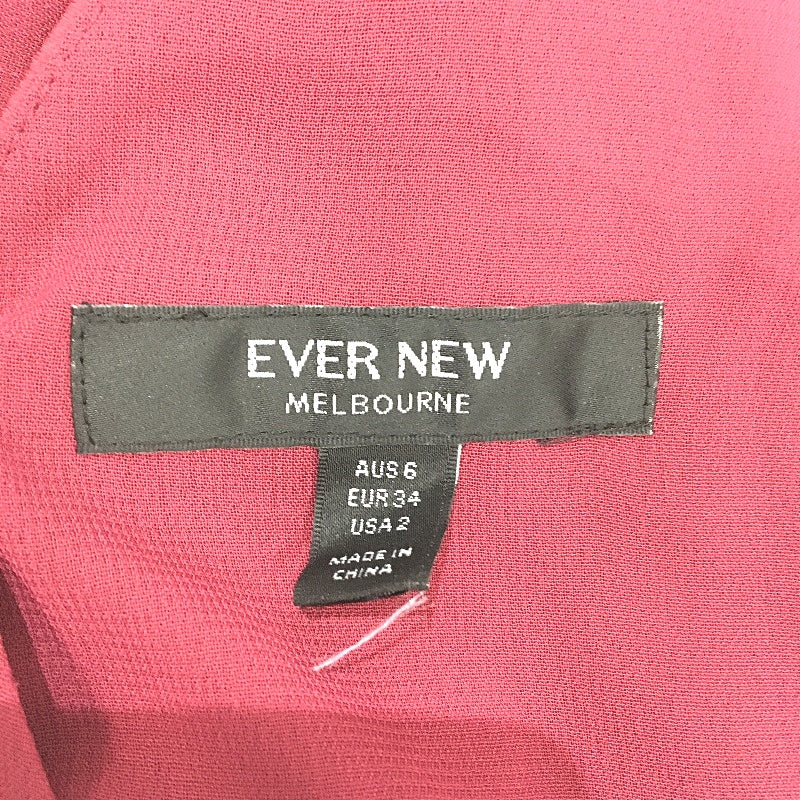 EVER NEW
MELBOURNE
AUS 6
EUR 34
USA 2
MADE IN
CHINA